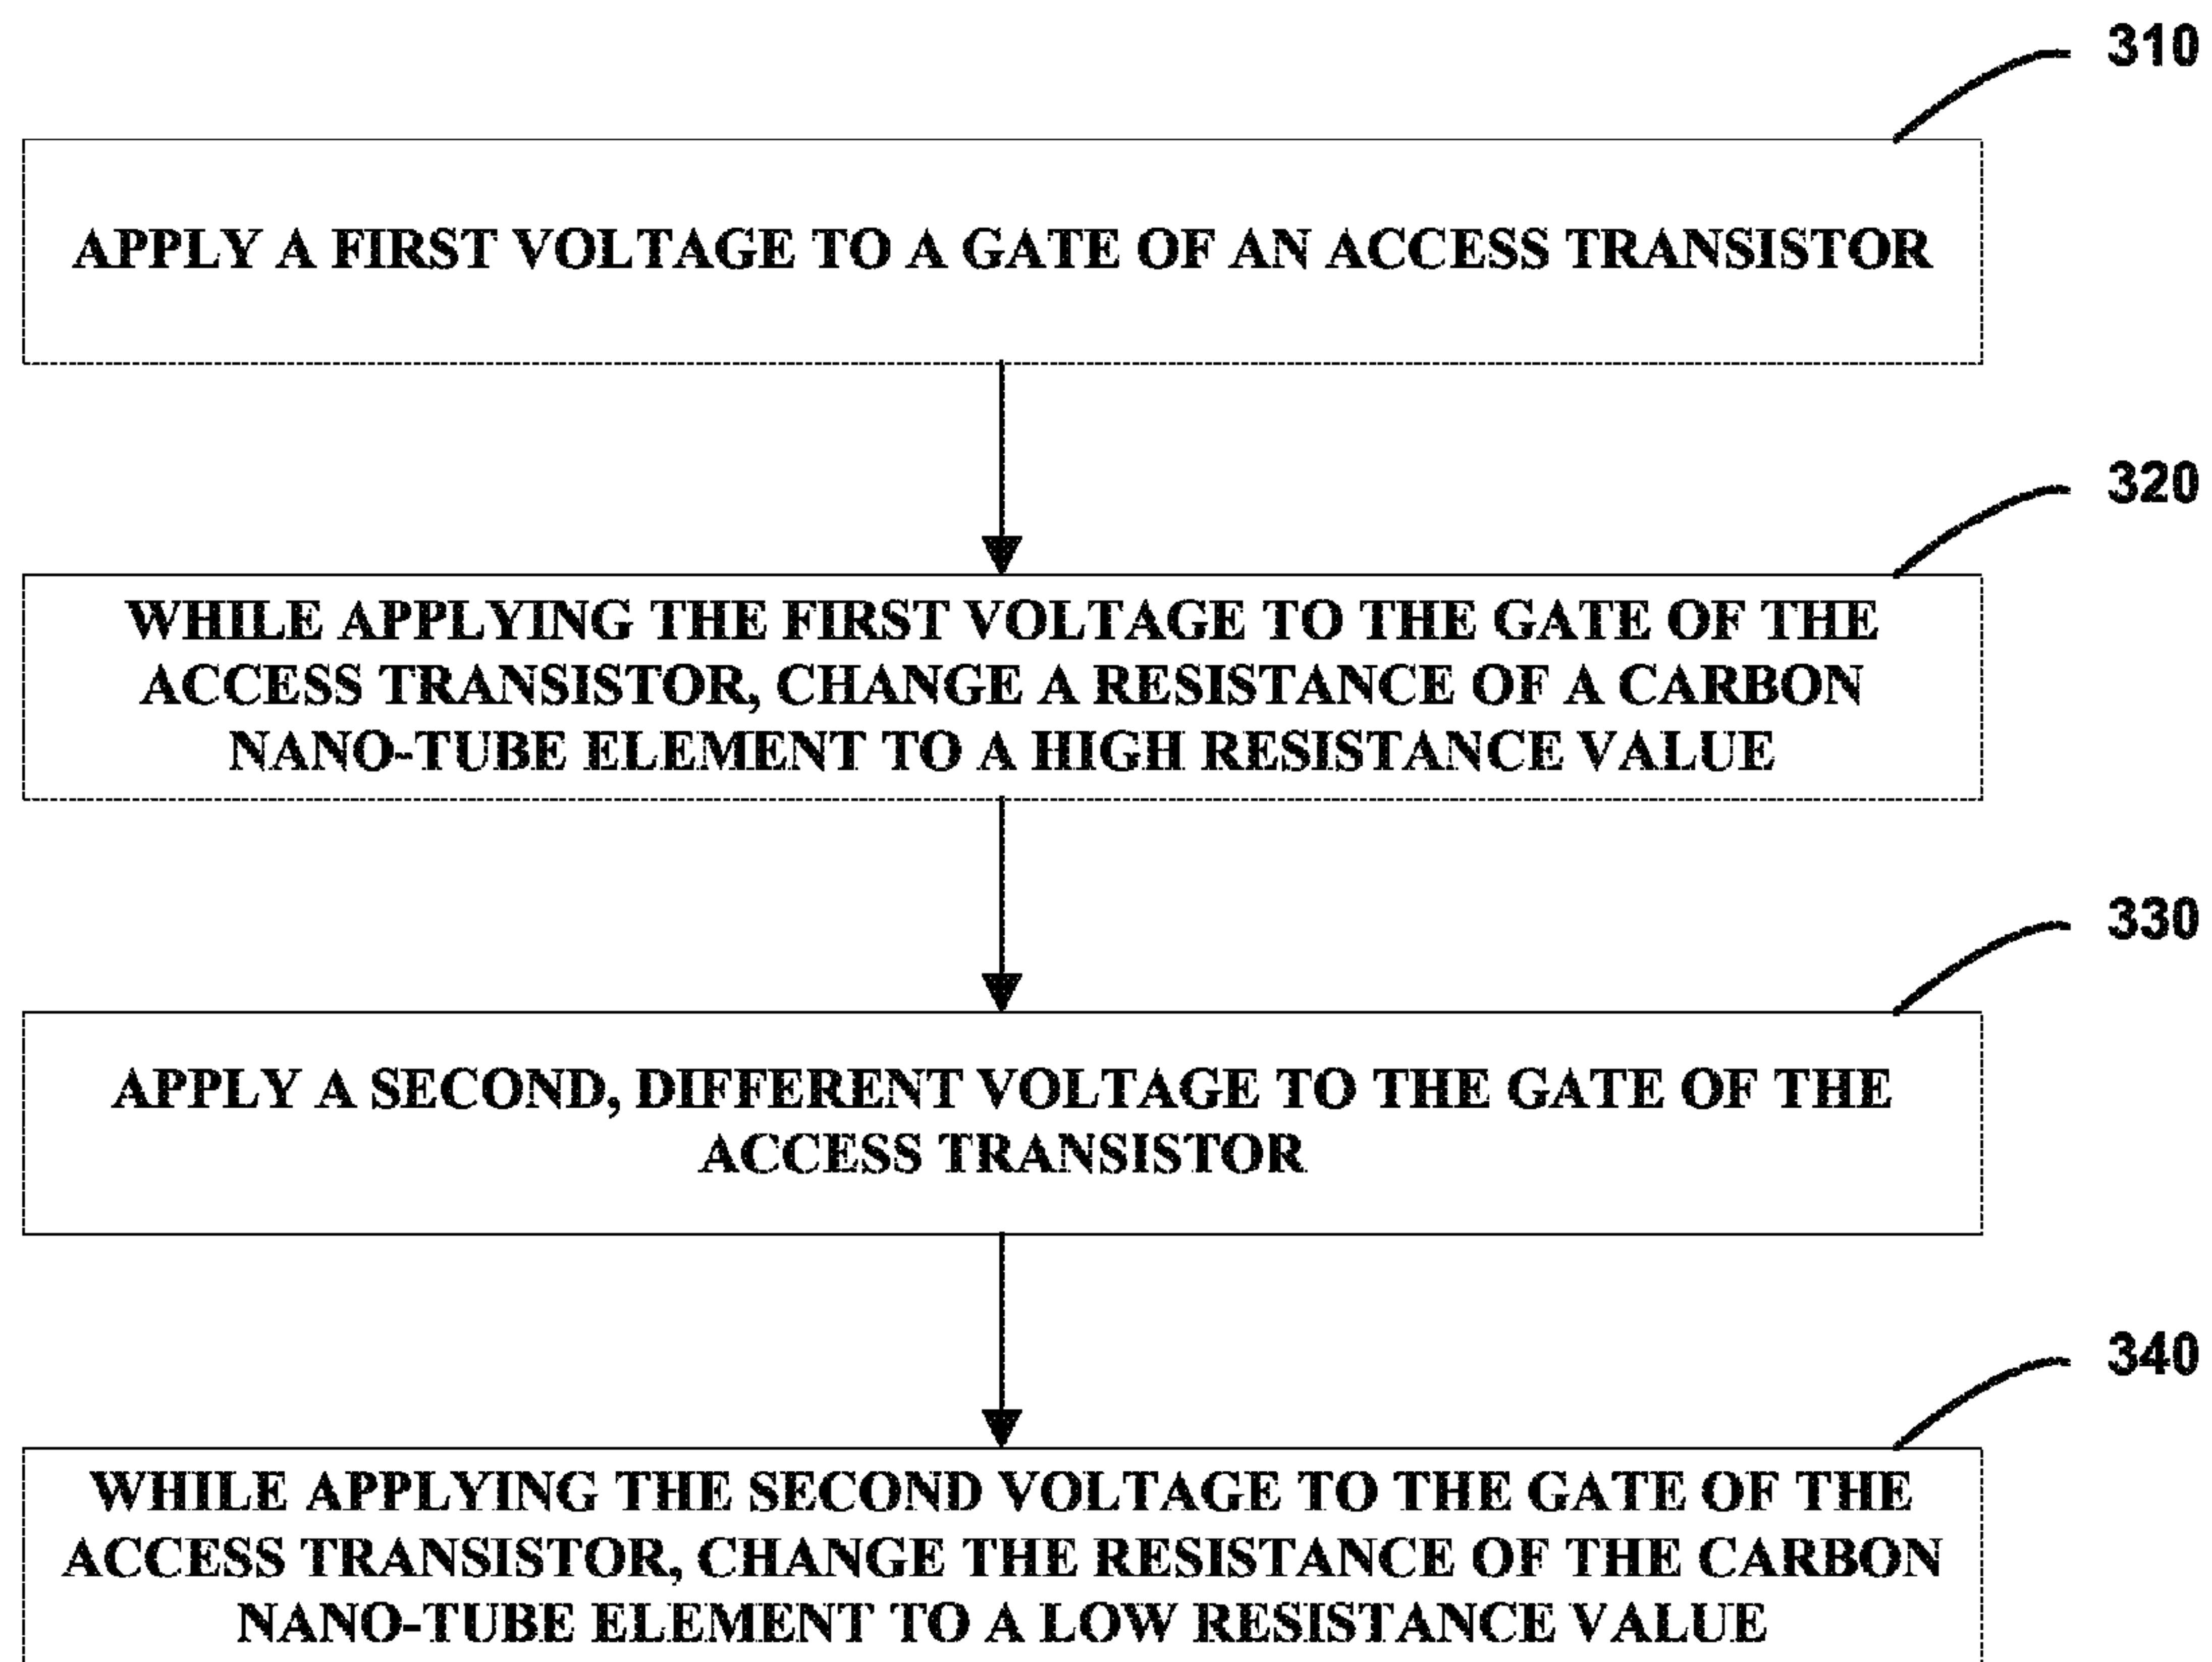 310
APPLY A FIRST VOLTAGE TO A GATE OF AN ACCESS TRANSISTOR
320
WHILE APPLYING THE FIRST VOLTAGE TO THE GATE OF THE
ACCESS TRANSISTOR, CHANGE A RESISTANCE OF A CARBON
NANO-TUBE ELEMENT TO A HIGH RESISTANCE VALUE
330
APPLY A SECOND, DIFFERENT VOLTAGE TO THE GATE OF THE
ACCESS TRANSISTOR
340
WHILE APPLYING THE SECOND VOLTAGE TO THE GATE OF THE
ACCESS TRANSISTOR, CHANGE THE RESISTANCE OF THE CARBON
NANO-TUBE ELEMENT TO A LOW RESISTANCE VALUE